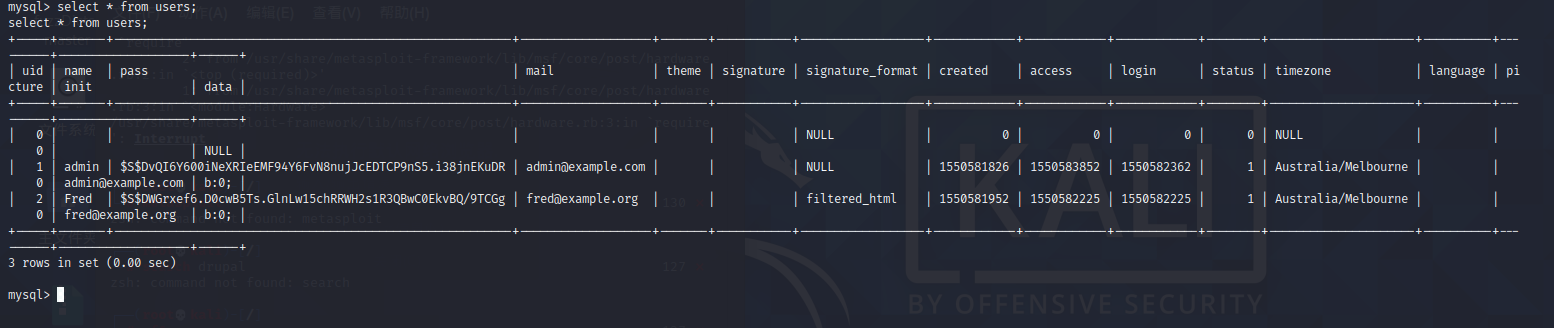 mysql> select * from users;
select * from users;
+-----+-------+---------------------------------------------------------+-------------------+-------+-----------+------------------+------------+------------+------------+--------+---------------------+----------+---
------+-------------------+------+
| uid | name | pass | mail | theme | signature | signature_format | created | access | login | status | timezone | language | pi
cture | init | data |
+-----+-------+---------------------------------------------------------+-------------------+-------+-----------+------------------+------------+------------+------------+--------+---------------------+----------+---
------+-------------------+------+
| 0 | | | | | | NULL | 0 | 0 | 0 | 0 | NULL | |
0 | | NULL |
| 1 | admin | $S$DvQI6Y600iNeXRIeEMF94Y6FvN8nujJcEDTCP9nS5.i38jnEKuDR | admin@example.com | | | NULL | 1550581826 | 1550583852 | 1550582362 | 1 | Australia/Melbourne | |
0 | admin@example.com | b:0; |
| 2 | Fred | $S$DWGrxef6.D0cwB5Ts.GlnLw15chRRWH2s1R3QBwC0EkvBQ/9TCGg | fred@example.org | | | filtered_html | 1550581952 | 1550582225 | 1550582225 | 1 | Australia/Melbourne | |
0 | fred@example.org | b:0; |
+-----+-------+---------------------------------------------------------+-------------------+-------+-----------+------------------+------------+------------+------------+--------+---------------------+----------+---
------+-------------------+------+
3 rows in set (0.00 sec)
mysql>
KALI
BY OFFENSIVE SECURITY